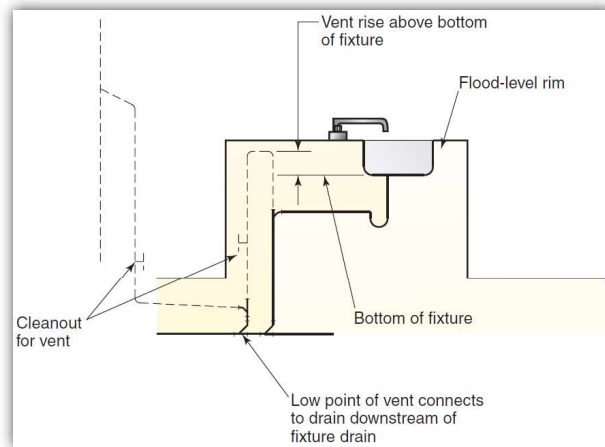 Vent rise above bottom
of fixture
Flood-level rim
Cleanout
for vent
Bottom of fixture
Low point of vent connects
to drain downstream of
fixture drain